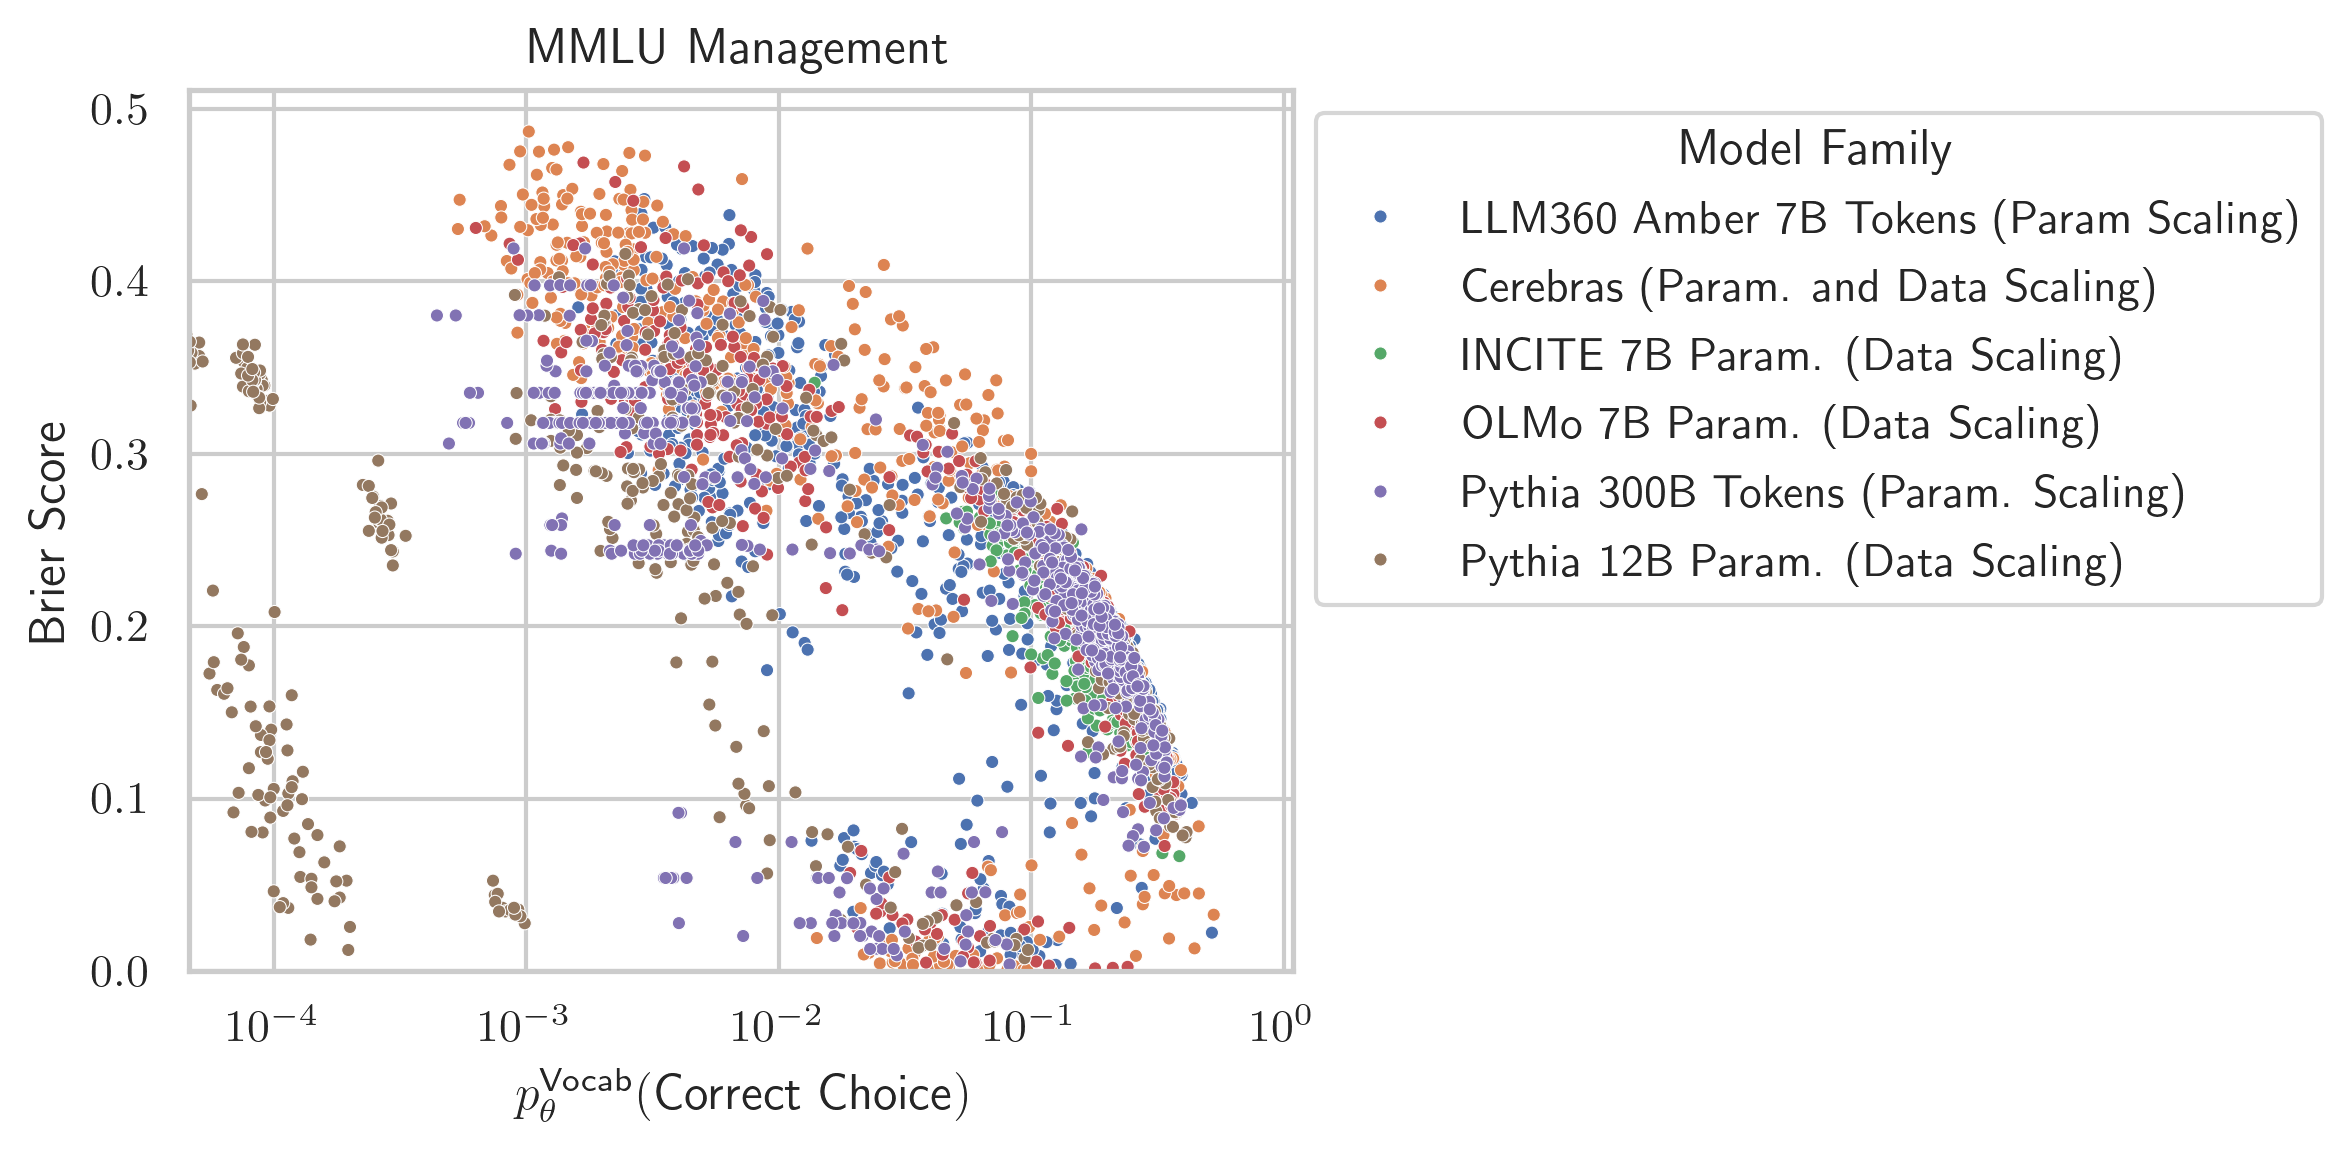 MMLU Management
0.5
0.4
0.3
0.2
0.1
0.0
Brier Score
10⁻⁴ 10⁻³ 10⁻² 10⁻¹ 10⁰
p_θ^Vocab(Correct Choice)
Model Family
LLM360 Amber 7B Tokens (Param Scaling)
Cerebras (Param. and Data Scaling)
INCITE 7B Param. (Data Scaling)
OLMo 7B Param. (Data Scaling)
Pythia 300B Tokens (Param. Scaling)
Pythia 12B Param. (Data Scaling)